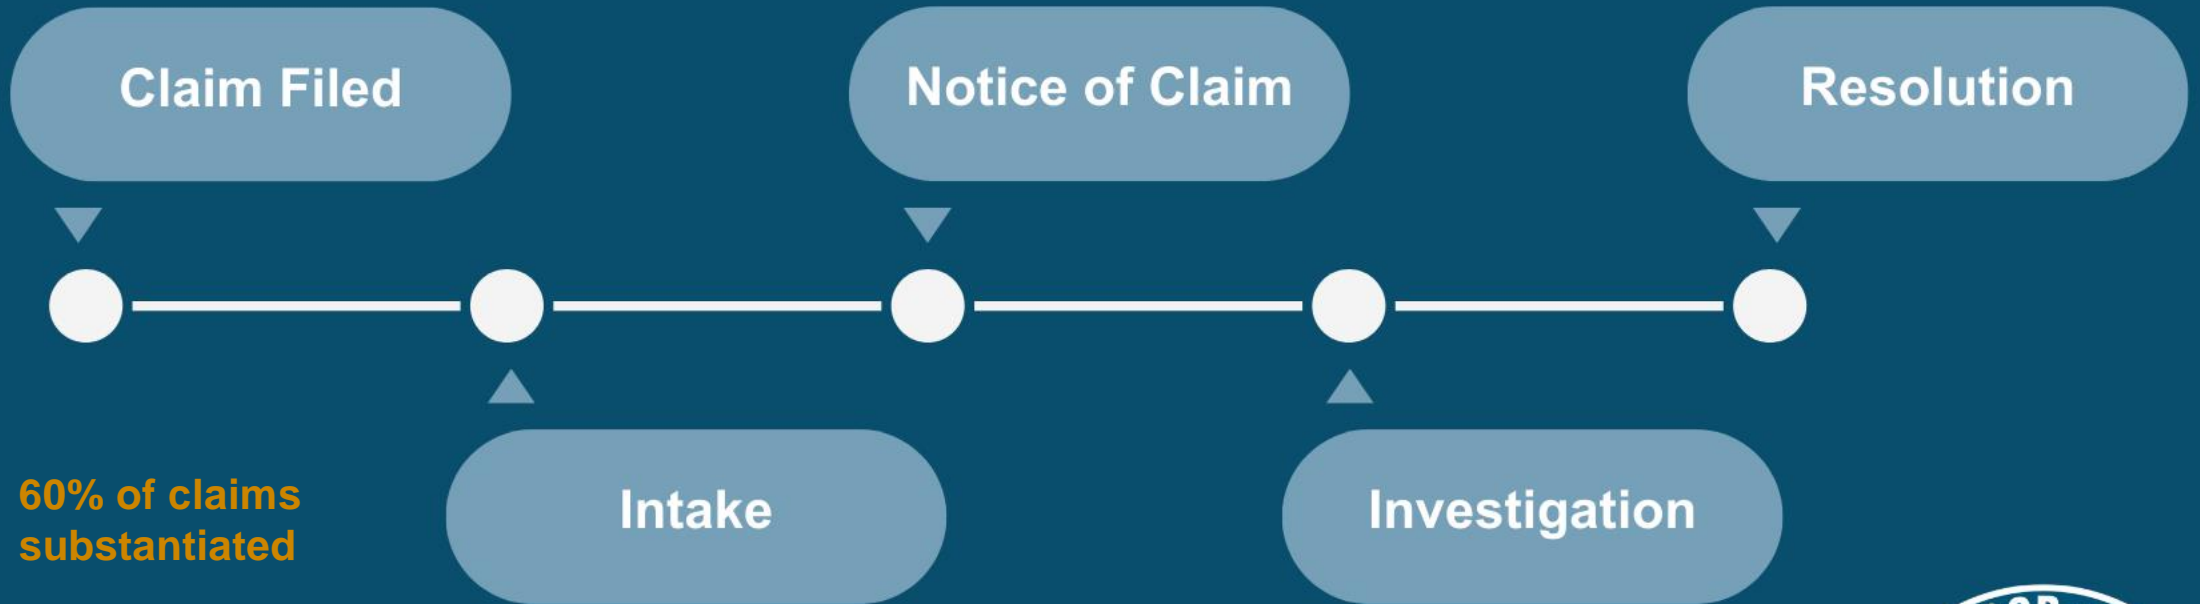 Claim Filed
Notice of Claim
Resolution
Intake
Investigation
60% of claims
substantiated